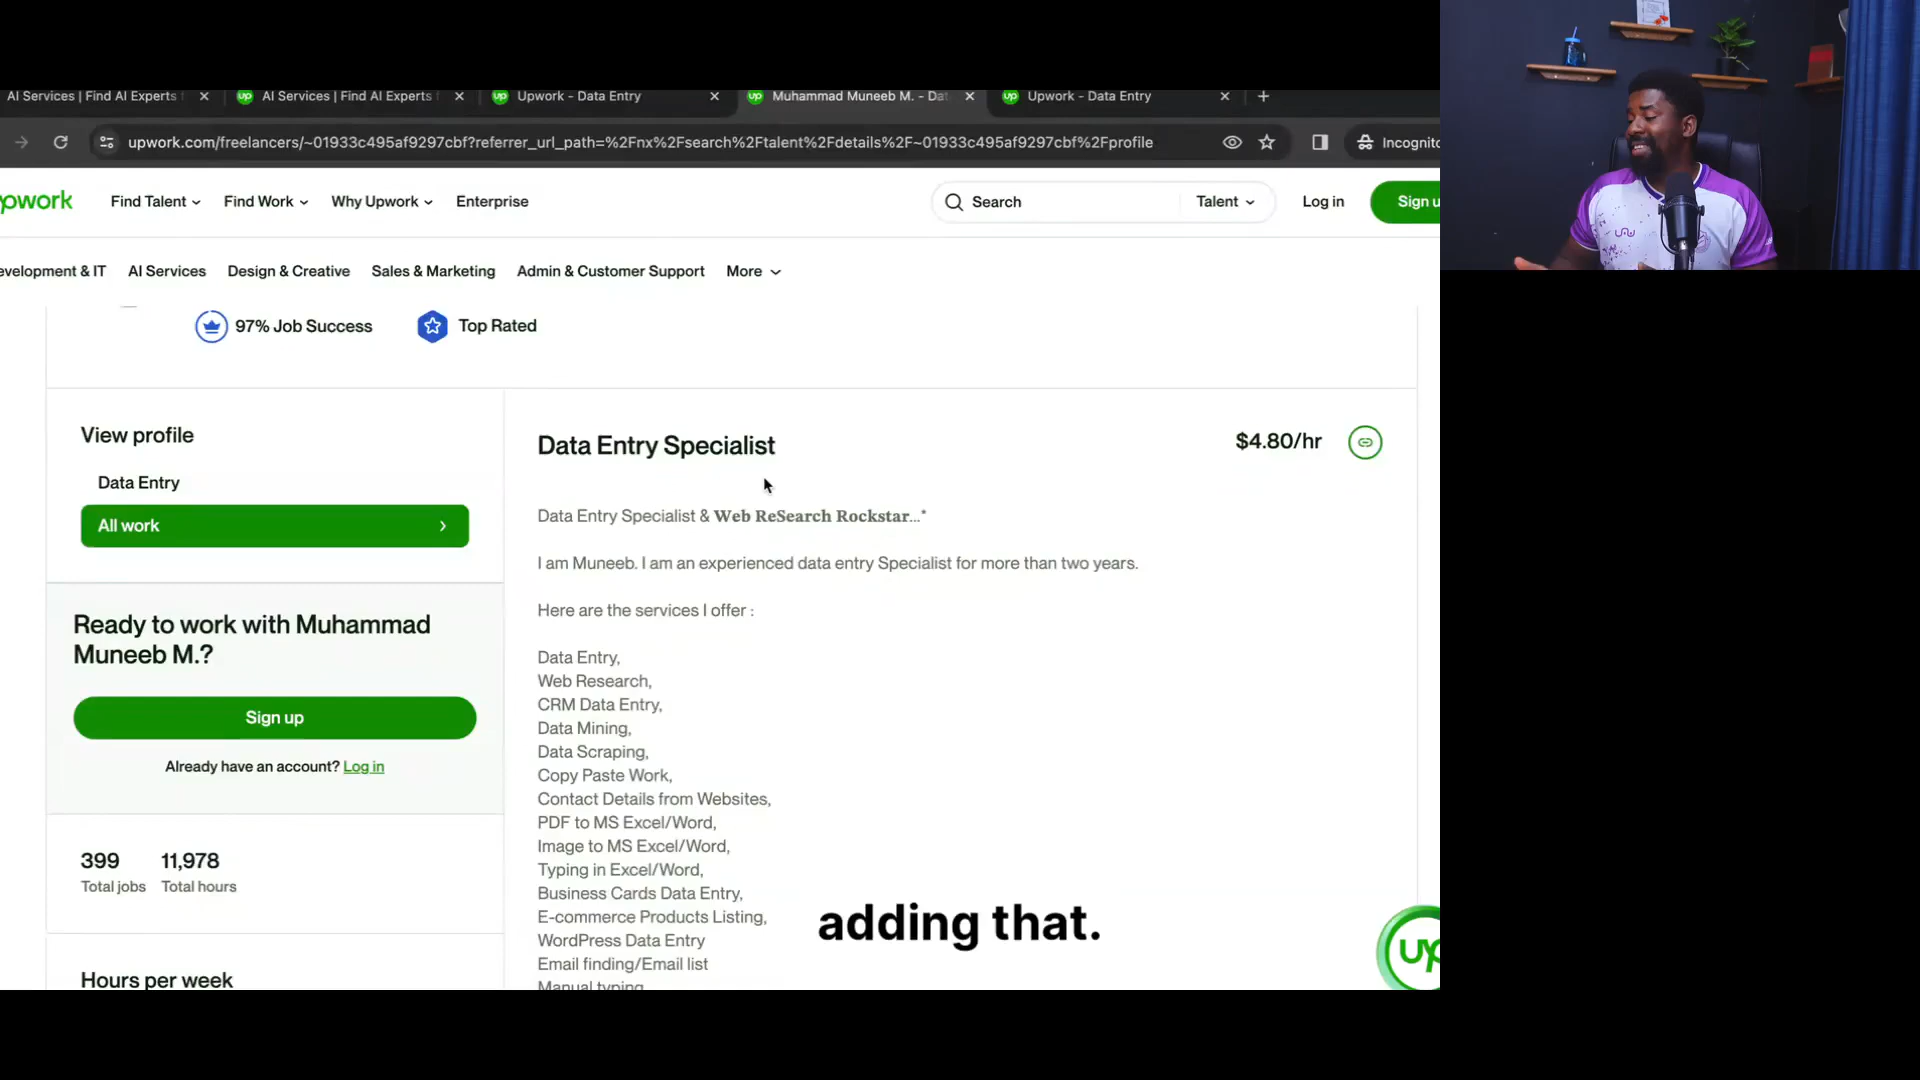 AI Services | Find AI Experts
AI Services | Find AI Experts
Upwork - Data Entry
Muhammad Muneeb M. - Dat
Upwork - Data Entry
upwork.com/freelancers/~01933c495af9297cbf?referrer_url_path=%2Fnx%2Fsearch%2Ftalent%2Fdetails%2F~01933c495af9297cbf%2Fprofile
Incognito
pwork
Find Talent
Find Work
Why Upwork
Enterprise
Search
Talent
Log in
Sign u
evelopment & IT
AI Services
Design & Creative
Sales & Marketing
Admin & Customer Support
More
97% Job Success
Top Rated
View profile
Data Entry
All work
Ready to work with Muhammad
Muneeb M.?
Sign up
Already have an account? Log in
399
11,978
Total jobs
Total hours
Hours per week
Data Entry Specialist
$4.80/hr
Data Entry Specialist & Web ReSearch Rockstar...*
I am Muneeb. I am an experienced data entry Specialist for more than two years.
Here are the services I offer :
Data Entry,
Web Research,
CRM Data Entry,
Data Mining,
Data Scraping,
Copy Paste Work,
Contact Details from Websites,
PDF to MS Excel/Word,
Image to MS Excel/Word,
Typing in Excel/Word,
Business Cards Data Entry,
E-commerce Products Listing,
WordPress Data Entry
Email finding/Email list
Manual typing
adding that.
up